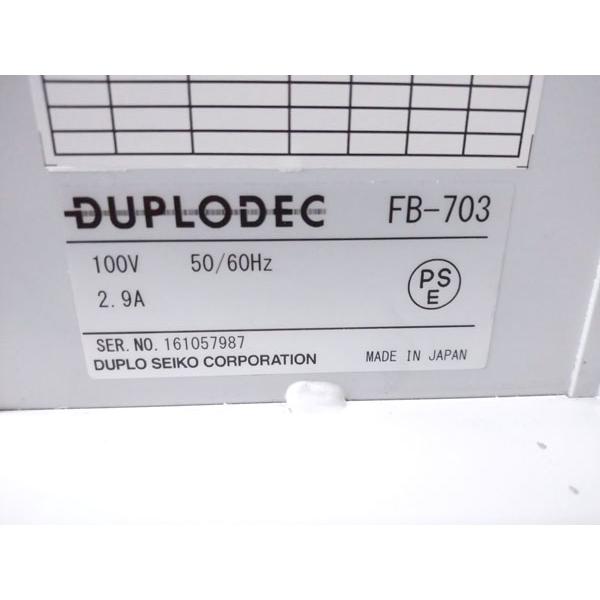 DUPLODEC FB-703
100V 50/60Hz
2.9A
PS
E
SER. NO. 161057987
DUPLO SEIKO CORPORATION MADE IN JAPAN